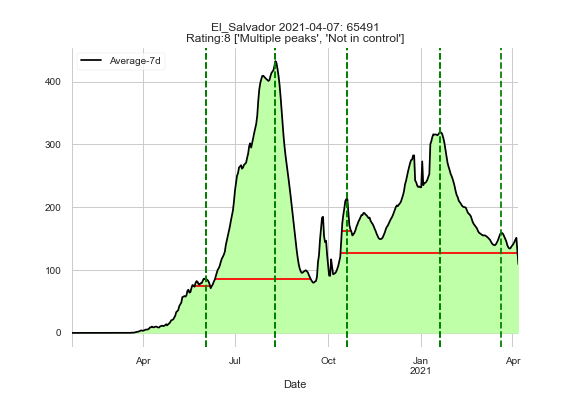 El_Salvador 2021-04-07: 65491
Rating:8 ['Multiple peaks', 'Not in control']
Average-7d
400
300
200
100
0
Apr
Jul
Oct
Jan
2021
Apr
Date